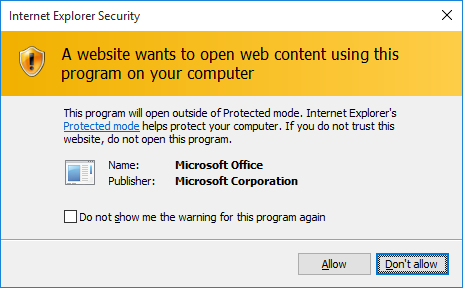 Internet Explorer Security
A website wants to open web content using this
program on your computer
This program will open outside of Protected mode. Internet Explorer's
Protected mode helps protect your computer. If you do not trust this
website, do not open this program.
Name: Microsoft Office
Publisher: Microsoft Corporation
Do not show me the warning for this program again
Allow Don't allow